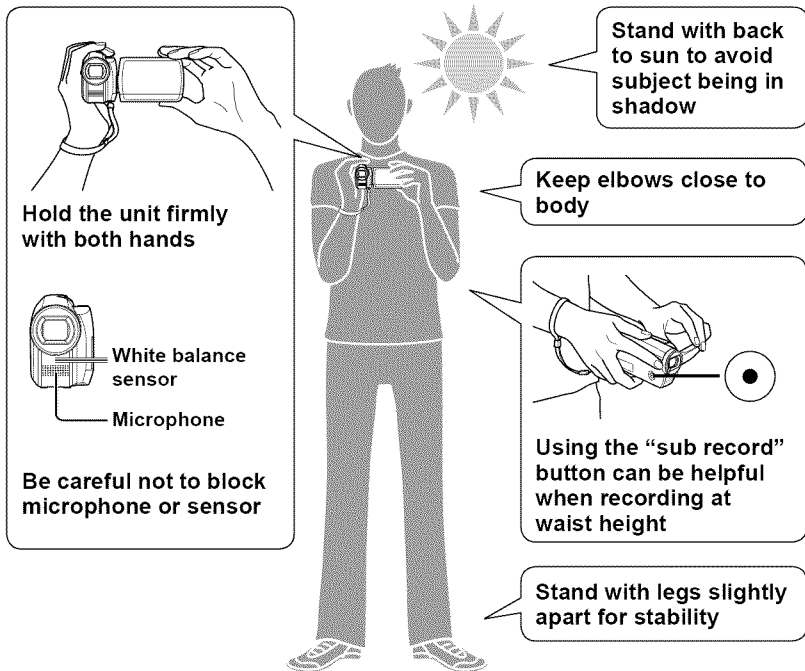 Hold the unit firmly
with both hands
White balance
sensor
Microphone
Be careful not to block
microphone or sensor
Stand with back
to sun to avoid
subject being in
shadow
Keep elbows close to
body
Using the “sub record”
button can be helpful
when recording at
waist height
Stand with legs slightly
apart for stability